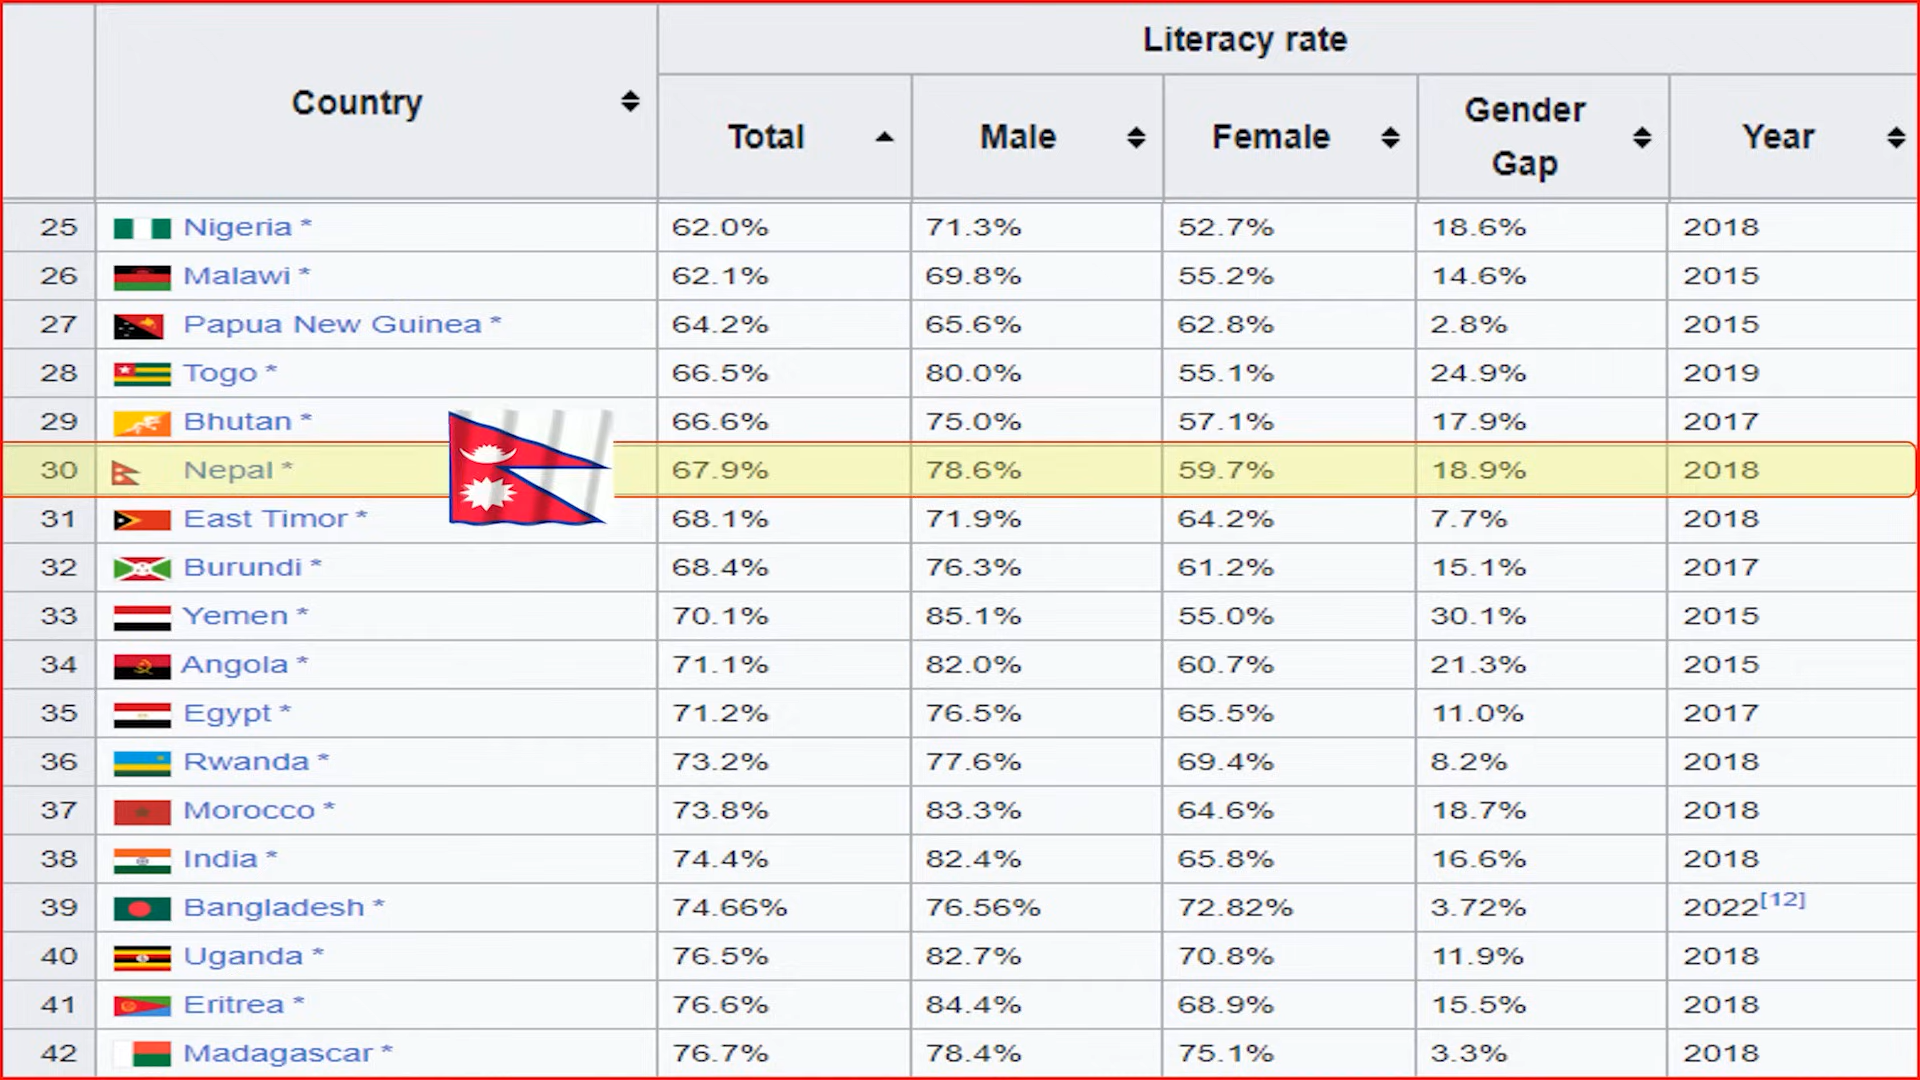 Country Literacy rate
Total Male Female Gender Gap Year
25 Nigeria * 62.0% 71.3% 52.7% 18.6% 2018
26 Malawi * 62.1% 69.8% 55.2% 14.6% 2015
27 Papua New Guinea * 64.2% 65.6% 62.8% 2.8% 2015
28 Togo * 66.5% 80.0% 55.1% 24.9% 2019
29 Bhutan * 66.6% 75.0% 57.1% 17.9% 2017
30 Nepal * 67.9% 78.6% 59.7% 18.9% 2018
31 East Timor * 68.1% 71.9% 64.2% 7.7% 2018
32 Burundi * 68.4% 76.3% 61.2% 15.1% 2017
33 Yemen * 70.1% 85.1% 55.0% 30.1% 2015
34 Angola * 71.1% 82.0% 60.7% 21.3% 2015
35 Egypt * 71.2% 76.5% 65.5% 11.0% 2017
36 Rwanda * 73.2% 77.6% 69.4% 8.2% 2018
37 Morocco * 73.8% 83.3% 64.6% 18.7% 2018
38 India * 74.4% 82.4% 65.8% 16.6% 2018
39 Bangladesh * 74.66% 76.56% 72.82% 3.72% 2022[12]
40 Uganda * 76.5% 82.7% 70.8% 11.9% 2018
41 Eritrea * 76.6% 84.4% 68.9% 15.5% 2018
42 Madagascar * 76.7% 78.4% 75.1% 3.3% 2018